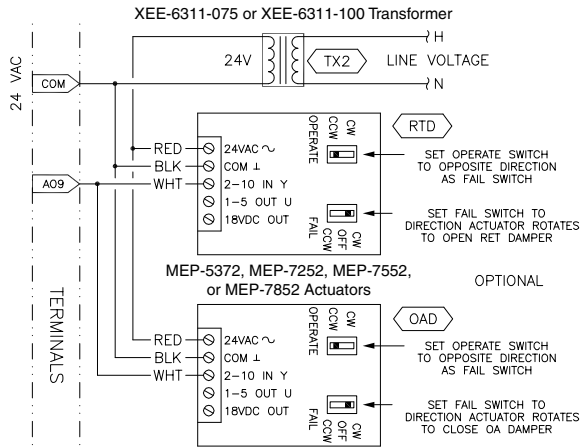 XEE-6311-075 or XEE-6311-100 Transformer
H
24V
TX2
LINE VOLTAGE
N
24 VAC
COM
AO9
TERMINALS
RED
BLK
WHT
24VAC ~
COM ⊥
2-10 IN Y
1-5 OUT U
18VDC OUT
OPERATE
CCW
CW
FAIL
CCW
OFF
CW
RTD
SET OPERATE SWITCH
TO OPPOSITE DIRECTION
AS FAIL SWITCH
SET FAIL SWITCH TO
DIRECTION ACTUATOR ROTATES
TO OPEN RET DAMPER
MEP-5372, MEP-7252, MEP-7552,
or MEP-7852 Actuators
OPTIONAL
RED
BLK
WHT
24VAC ~
COM ⊥
2-10 IN Y
1-5 OUT U
18VDC OUT
OPERATE
CCW
CW
FAIL
CCW
OFF
CW
OAD
SET OPERATE SWITCH
TO OPPOSITE DIRECTION
AS FAIL SWITCH
SET FAIL SWITCH TO
DIRECTION ACTUATOR ROTATES
TO CLOSE OA DAMPER